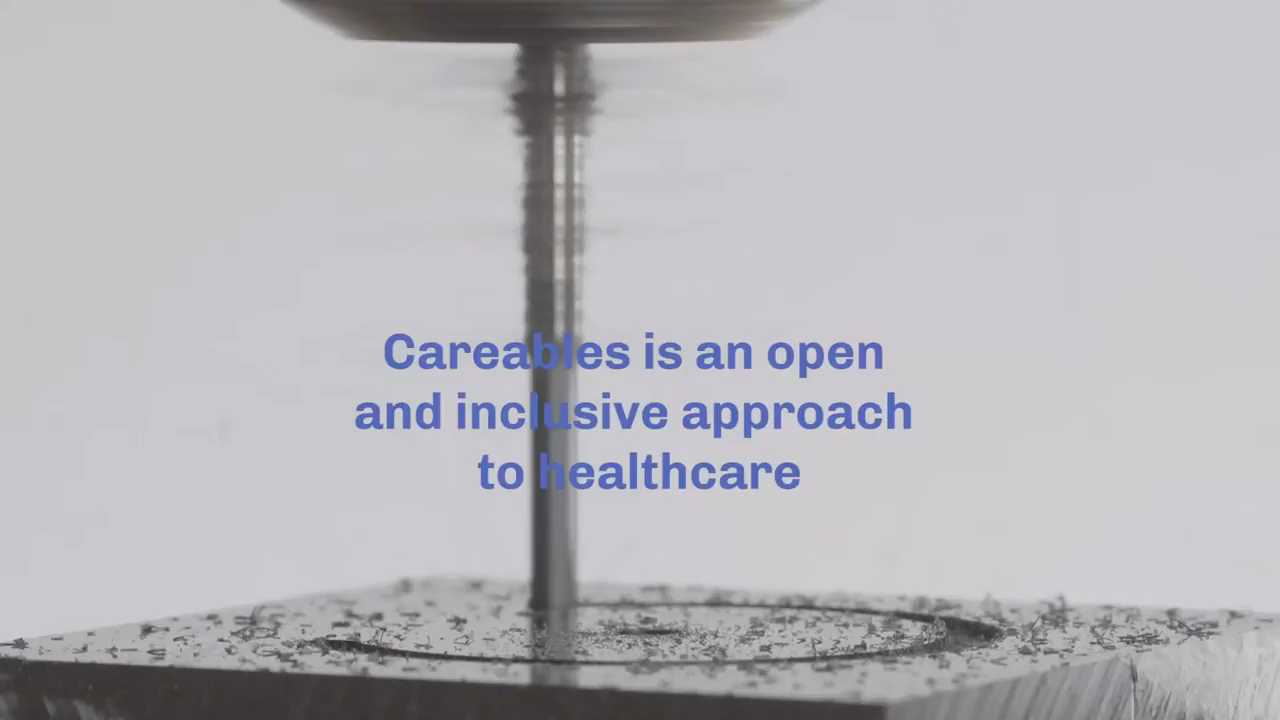 Careables is an open
and inclusive approach
to healthcare